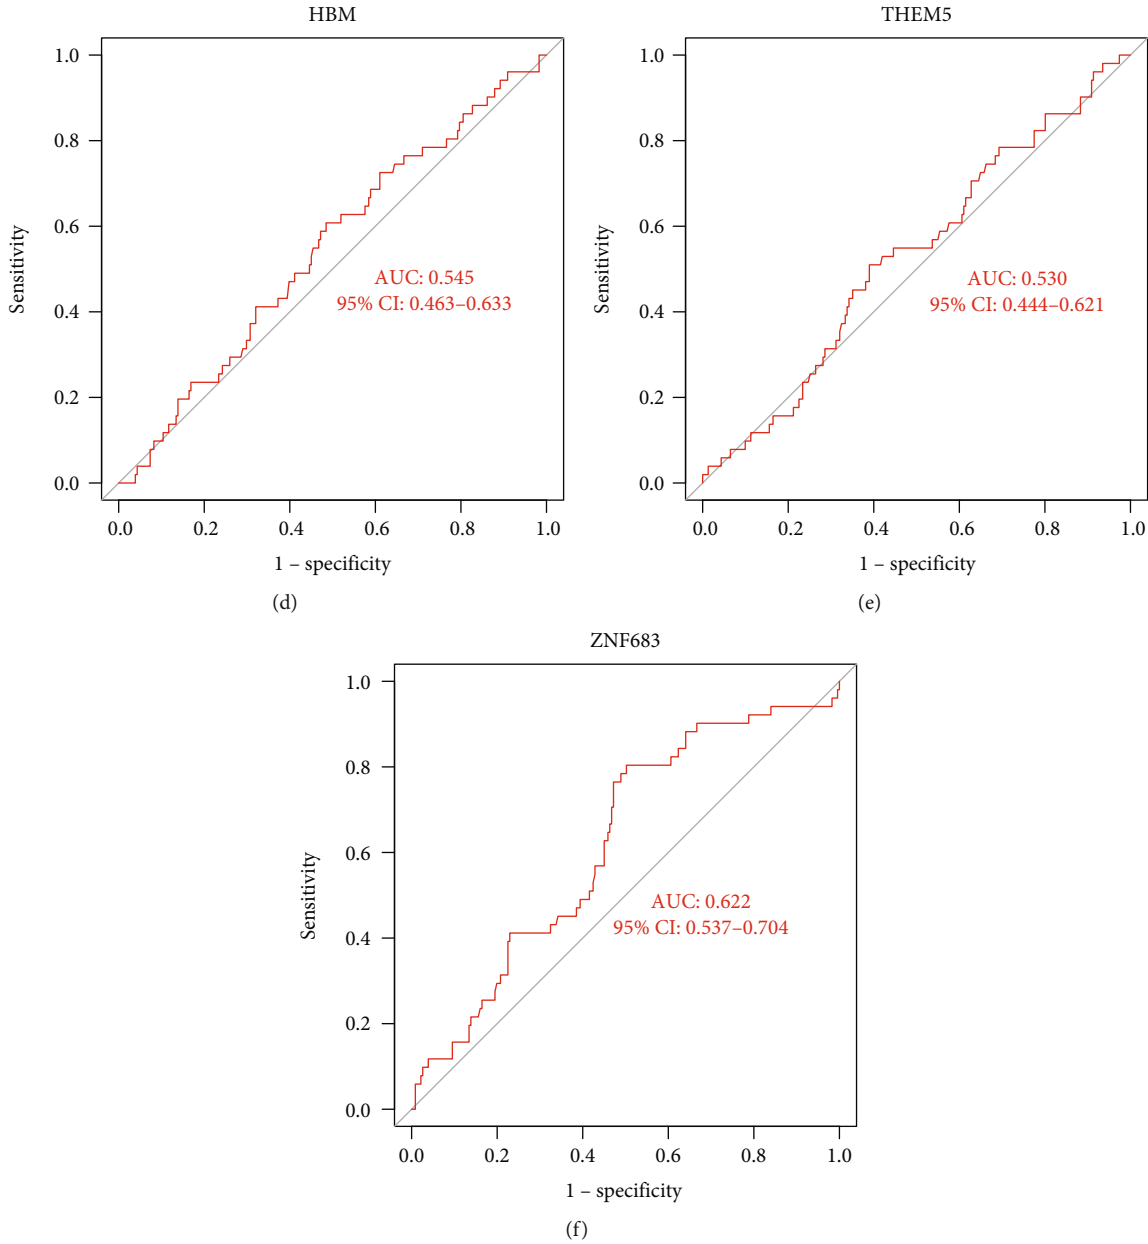 HBM
1.0
0.8
0.6
0.4
0.2
0.0
Sensitivity
AUC: 0.545
95% CI: 0.463–0.633
0.0 0.2 0.4 0.6 0.8 1.0
1 – specificity
(d)
THEM5
1.0
0.8
0.6
0.4
0.2
0.0
Sensitivity
AUC: 0.530
95% CI: 0.444–0.621
0.0 0.2 0.4 0.6 0.8 1.0
1 – specificity
(e)
ZNF683
1.0
0.8
0.6
0.4
0.2
0.0
Sensitivity
AUC: 0.622
95% CI: 0.537–0.704
0.0 0.2 0.4 0.6 0.8 1.0
1 – specificity
(f)